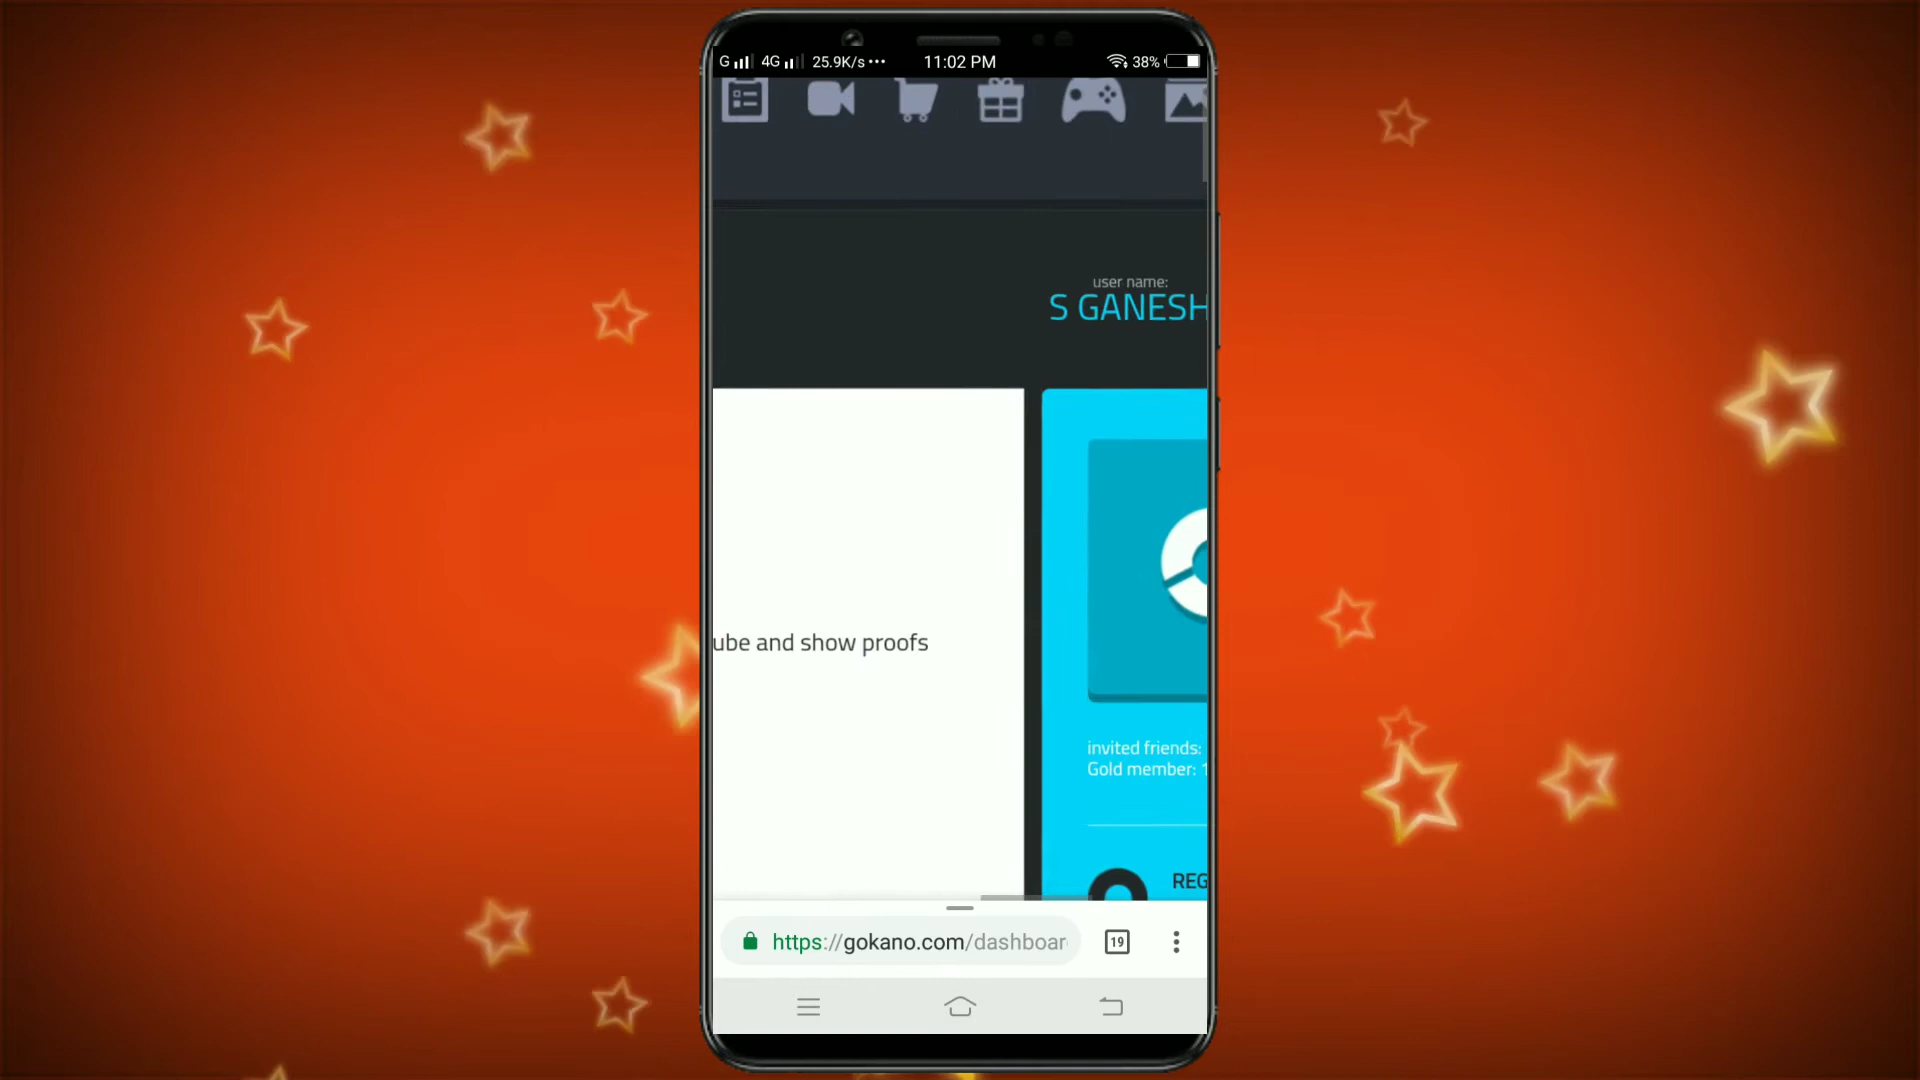 G 4G 25.9K/s ••• 11:02 PM 38%
user name:
S GANESH
ube and show proofs
invited friends:
Gold member: 1
REG
https://gokano.com/dashboar
19